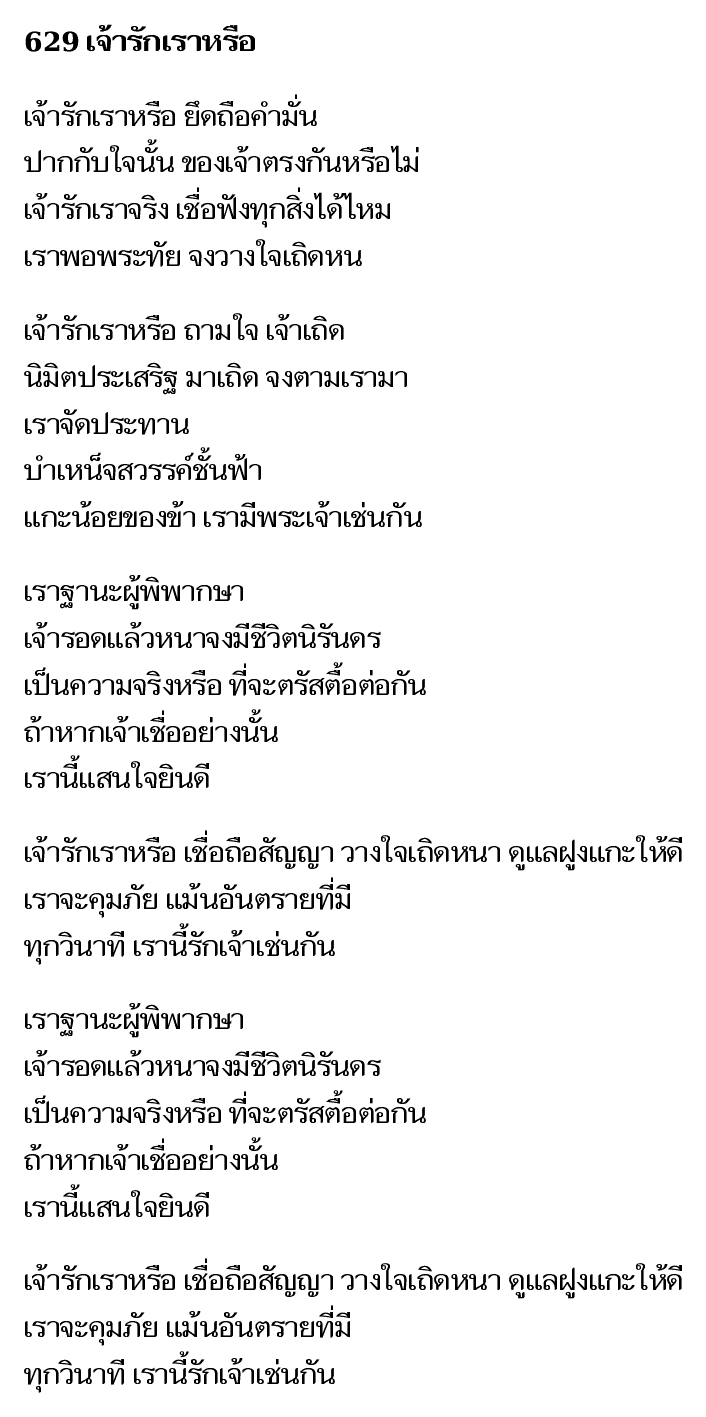 629 เจ้ารักเราหรือ
เจ้ารักเราหรือ ยึดถือคำมั่น
ปากกับใจนั้น ของเจ้าตรงกันหรือไม่
เจ้ารักเราจริง เชื่อฟังทุกสิ่งได้ไหม
เราพอพระทัย จงวางใจเถิดหน
เจ้ารักเราหรือ ถามใจ เจ้าเถิด
นิมิตประเสริฐ มาเถิด จงตามเรามา
เราจัดประทาน
บำเหน็จสวรรค์ชั้นฟ้า
แกะน้อยของข้า เรามีพระเจ้าเช่นกัน
เราฐานะผู้พิพากษา
เจ้ารอดแล้วหนาจงมีชีวิตนิรันดร
เป็นความจริงหรือ ที่จะตรัสตื้อต่อกัน
ถ้าหากเจ้าเชื่ออย่างนั้น
เรานี้แสนใจยินดี
เจ้ารักเราหรือ เชื่อถือสัญญา วางใจเถิดหนา ดูแลฝูงแกะให้ดี
เราจะคุมภัย แม้นอันตรายที่มี
ทุกวินาที เรานี้รักเจ้าเช่นกัน
เราฐานะผู้พิพากษา
เจ้ารอดแล้วหนาจงมีชีวิตนิรันดร
เป็นความจริงหรือ ที่จะตรัสตื้อต่อกัน
ถ้าหากเจ้าเชื่ออย่างนั้น
เรานี้แสนใจยินดี
เจ้ารักเราหรือ เชื่อถือสัญญา วางใจเถิดหนา ดูแลฝูงแกะให้ดี
เราจะคุมภัย แม้นอันตรายที่มี
ทุกวินาที เรานี้รักเจ้าเช่นกัน